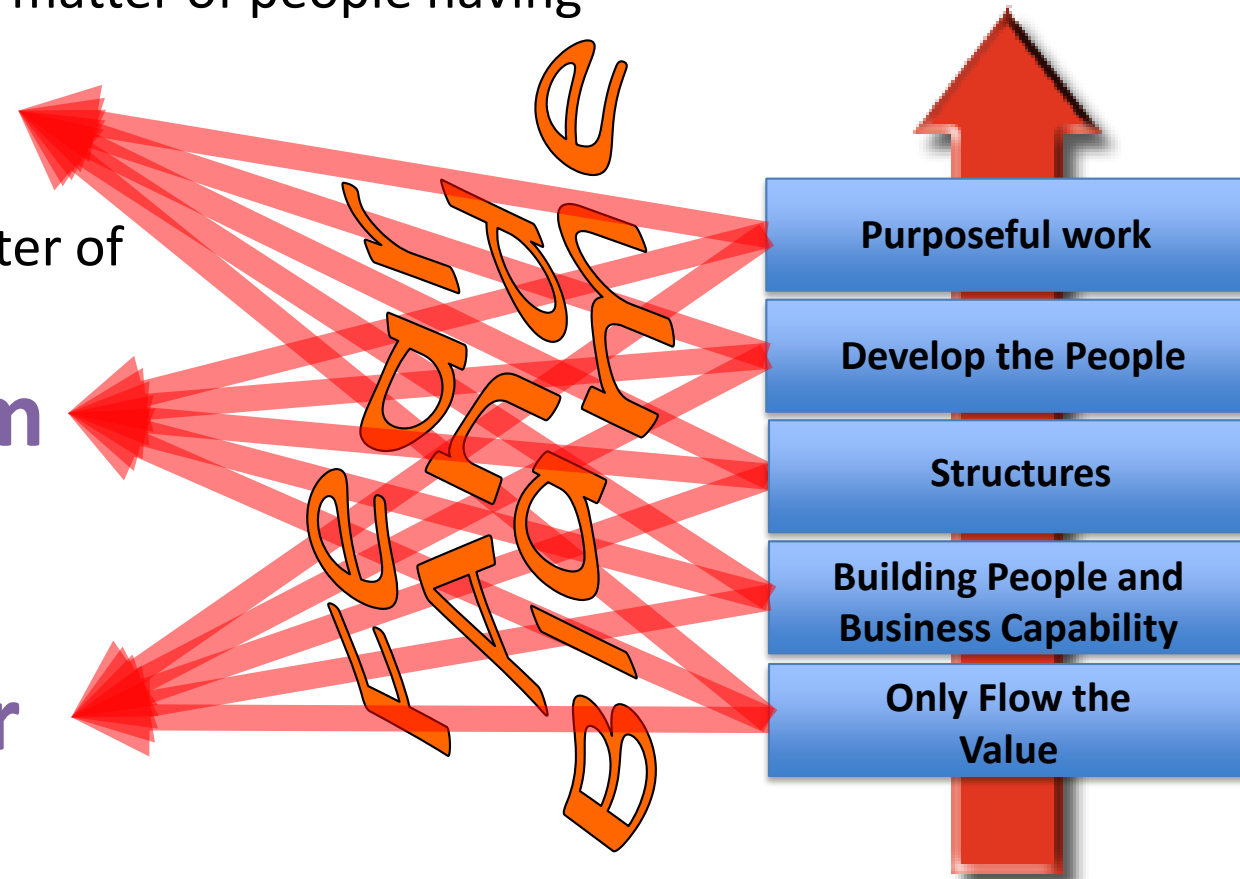 matter of people having
ter of
m
r
Fear
And
Blame
Purposeful work
Develop the People
Structures
Building People and
Business Capability
Only Flow the
Value